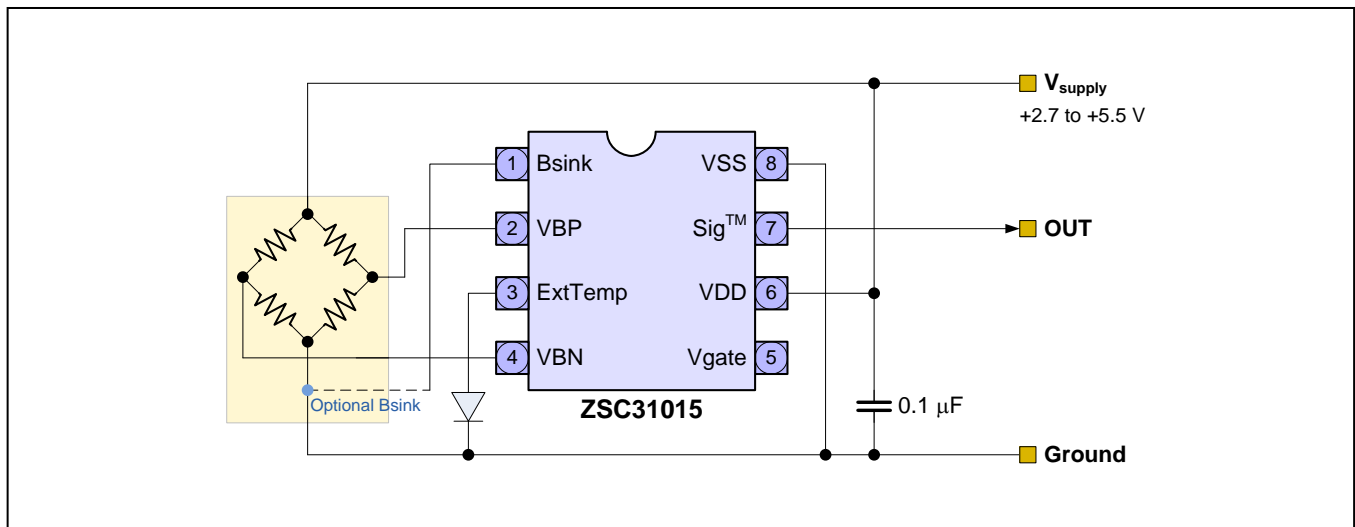 V_supply
+2.7 to +5.5 V
1 Bsink VSS 8
2 VBP Sig™ 7 OUT
3 ExtTemp VDD 6
4 VBN Vgate 5
Optional Bsink
ZSC31015
0.1 μF
Ground